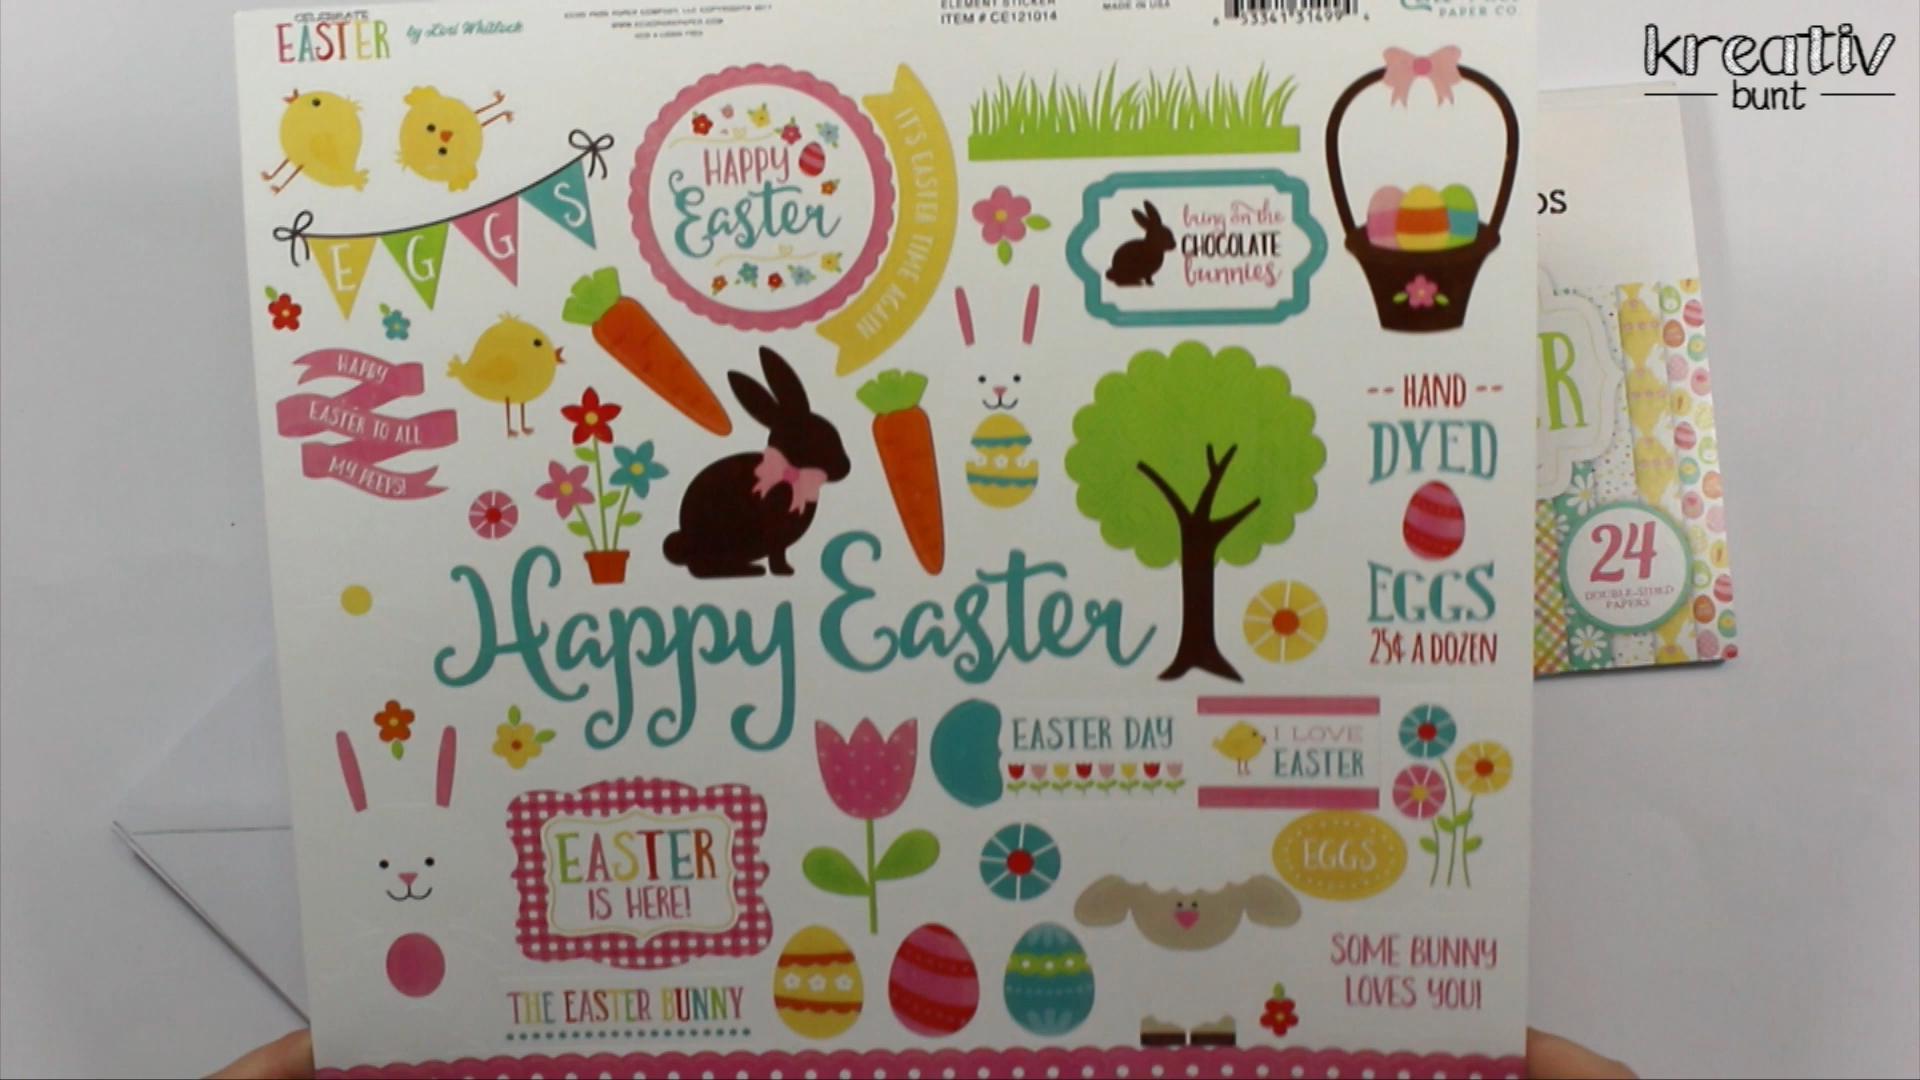 CELEBRATE
EASTER
by Lori Whitlock
ELEMENT STICKER
ITEM # CE121014
MADE IN USA
PAPER CO.
kreativ
bunt
EGGS
HAPPY
Easter
IT'S EASTER TIME AGAIN
bring on the
CHOCOLATE
bunnies
HAPPY
EASTER TO ALL
MY PEEPS!
-- HAND --
DYED
EGGS
25¢ A DOZEN
24
DOUBLE-SIDED
PAPERS
Happy Easter
EASTER DAY
I LOVE
EASTER
EGGS
EASTER
IS HERE!
THE EASTER BUNNY
SOME BUNNY
LOVES YOU!